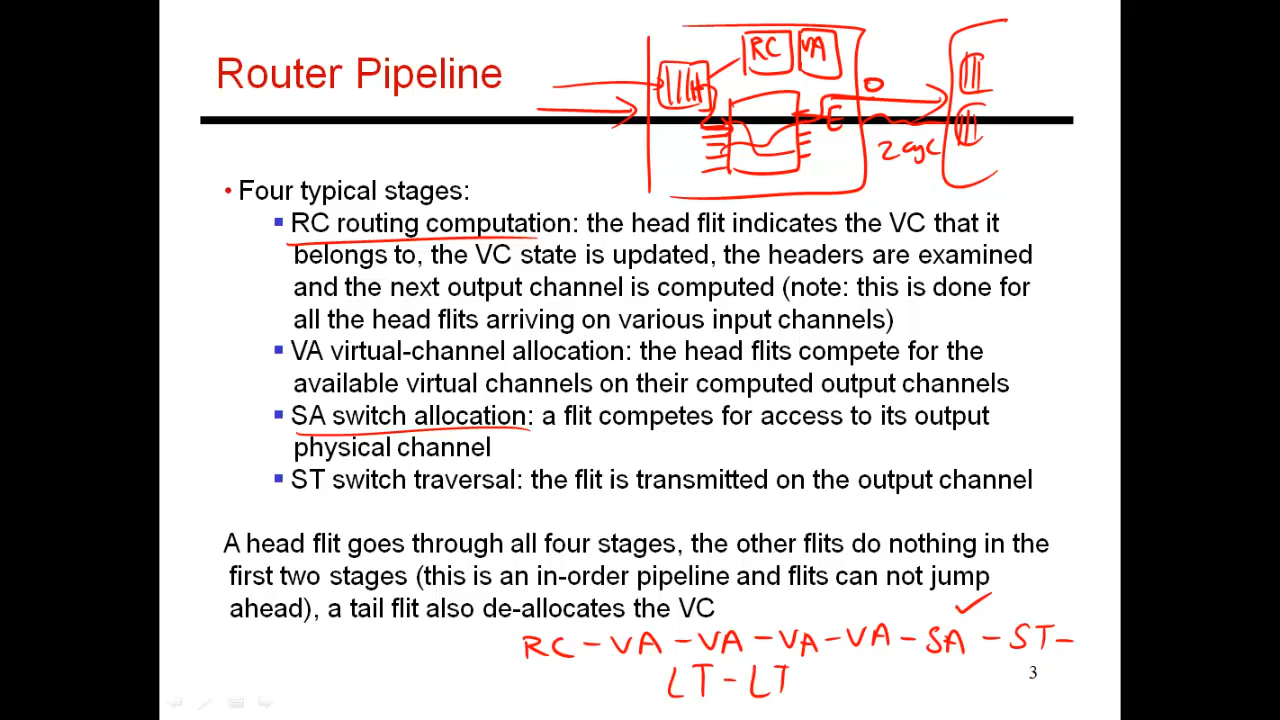 RC VA
Router Pipeline
0
2 cyc
• Four typical stages:
▪ RC routing computation: the head flit indicates the VC that it
belongs to, the VC state is updated, the headers are examined
and the next output channel is computed (note: this is done for
all the head flits arriving on various input channels)
▪ VA virtual-channel allocation: the head flits compete for the
available virtual channels on their computed output channels
▪ SA switch allocation: a flit competes for access to its output
physical channel
▪ ST switch traversal: the flit is transmitted on the output channel
A head flit goes through all four stages, the other flits do nothing in the
first two stages (this is an in-order pipeline and flits can not jump
ahead), a tail flit also de-allocates the VC
RC - VA - VA - VA - VA - SA - ST -
LT - LT
3